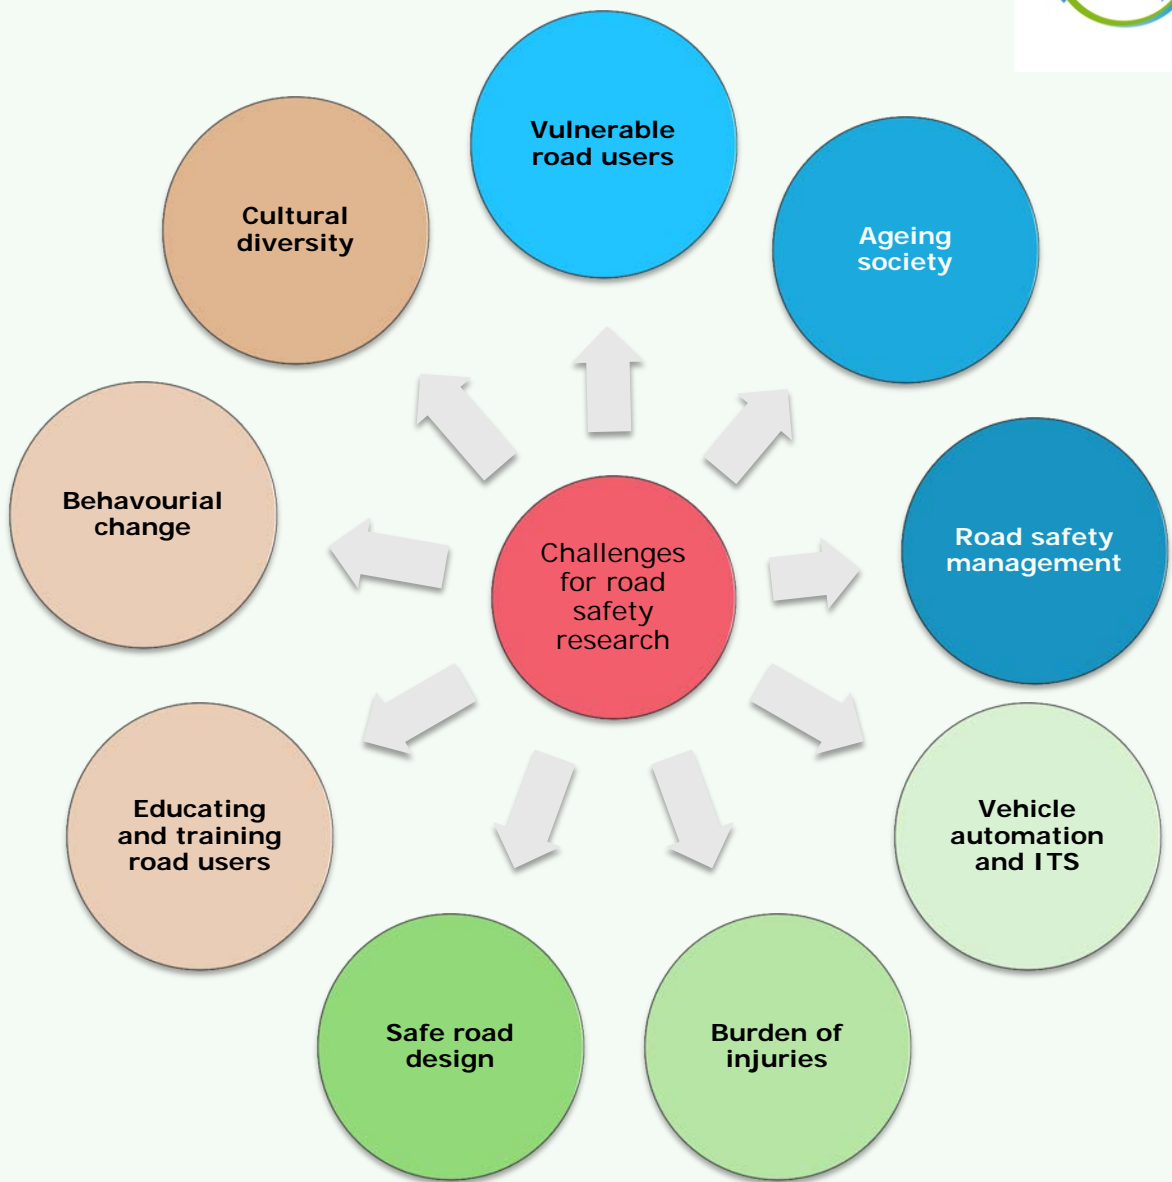 Vulnerable
road users
Cultural
diversity
Ageing
society
Behavourial
change
Challenges
for road
safety
research
Road safety
management
Educating
and training
road users
Vehicle
automation
and ITS
Safe road
design
Burden of
injuries